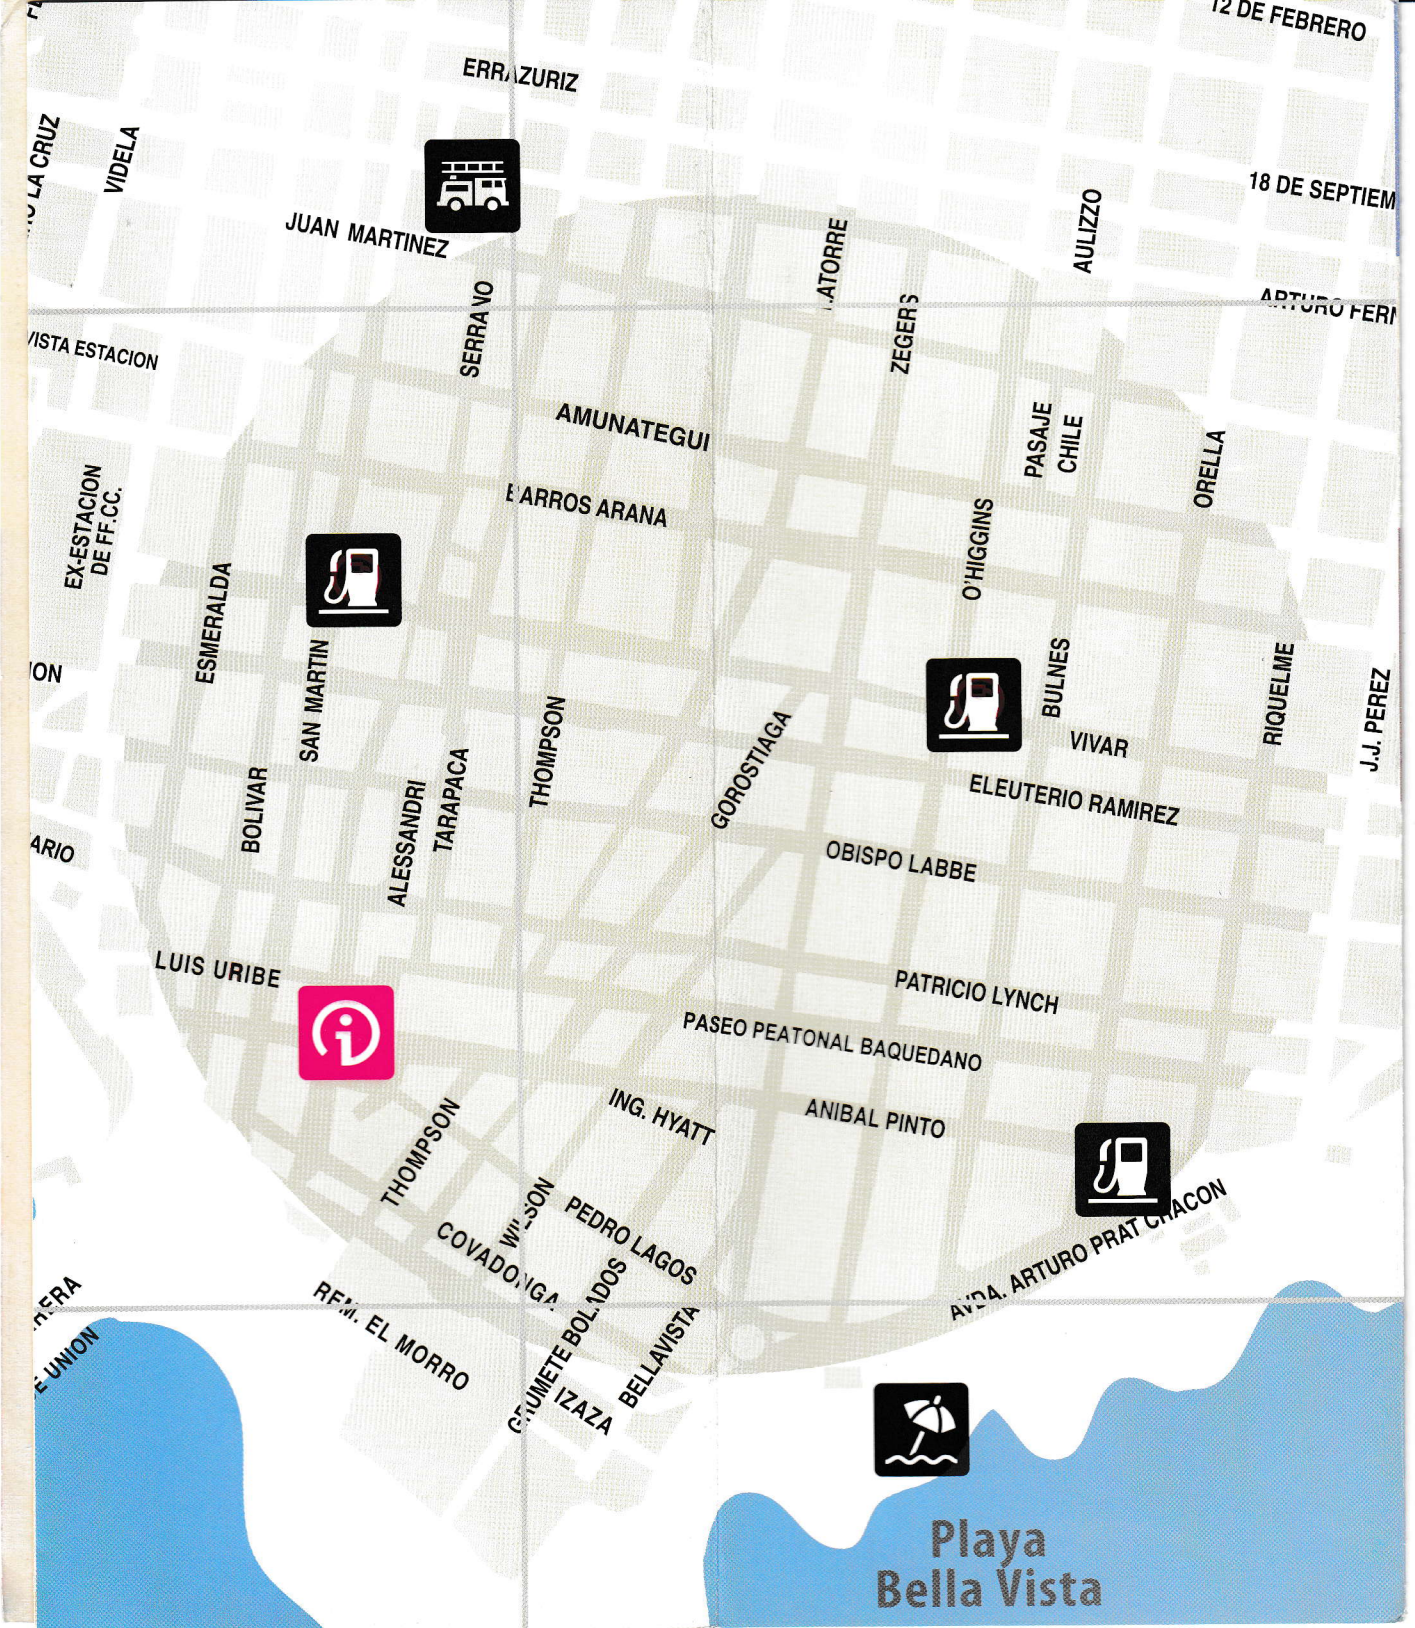 12 DE FEBRERO
ERRAZURIZ
LA CRUZ
VIDELA
18 DE SEPTIEM
JUAN MARTINEZ
AULIZZO
LATORRE
SERRANO
ZEGERS
ARTURO FERN
VISTA ESTACION
AMUNATEGUI
PASAJE
CHILE
ORELLA
BARROS ARANA
EX-ESTACION
DE FF.CC.
O'HIGGINS
ESMERALDA
SAN MARTIN
BULNES
RIQUELME
ION
J.J. PEREZ
THOMPSON
GOROSTIAGA
VIVAR
TARAPACA
BOLIVAR
ALESSANDRI
ELEUTERIO RAMIREZ
ARIO
OBISPO LABBE
LUIS URIBE
PATRICIO LYNCH
PASEO PEATONAL BAQUEDANO
ING. HYATT
ANIBAL PINTO
THOMPSON
WILSON
PEDRO LAGOS
COVADONGA
AVDA. ARTURO PRAT CHACON
HERA
E UNION
REM. EL MORRO
GRUMETE BOLADOS
BELLAVISTA
IZAZA
Playa
Bella Vista